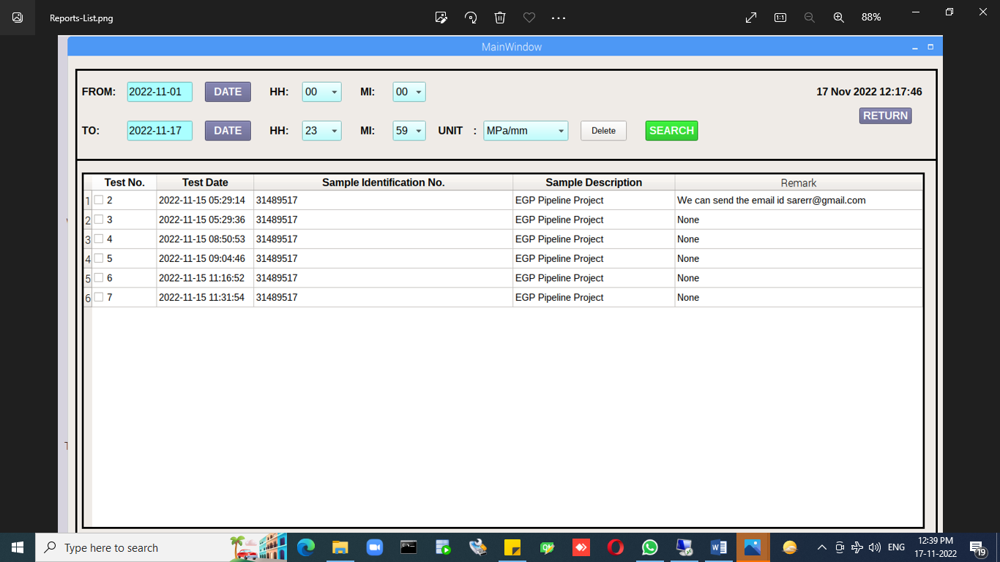 Reports-List.png
88%
MainWindow
FROM: 2022-11-01 DATE HH: 00 MI: 00 17 Nov 2022 12:17:46
RETURN
TO: 2022-11-17 DATE HH: 23 MI: 59 UNIT : MPa/mm Delete SEARCH
Test No. Test Date Sample Identification No. Sample Description Remark
1 2 2022-11-15 05:29:14 31489517 EGP Pipeline Project We can send the email id sarerr@gmail.com
2 3 2022-11-15 05:29:36 31489517 EGP Pipeline Project None
3 4 2022-11-15 08:50:53 31489517 EGP Pipeline Project None
4 5 2022-11-15 09:04:46 31489517 EGP Pipeline Project None
5 6 2022-11-15 11:16:52 31489517 EGP Pipeline Project None
6 7 2022-11-15 11:31:54 31489517 EGP Pipeline Project None
Type here to search
ENG
12:39 PM
17-11-2022
19